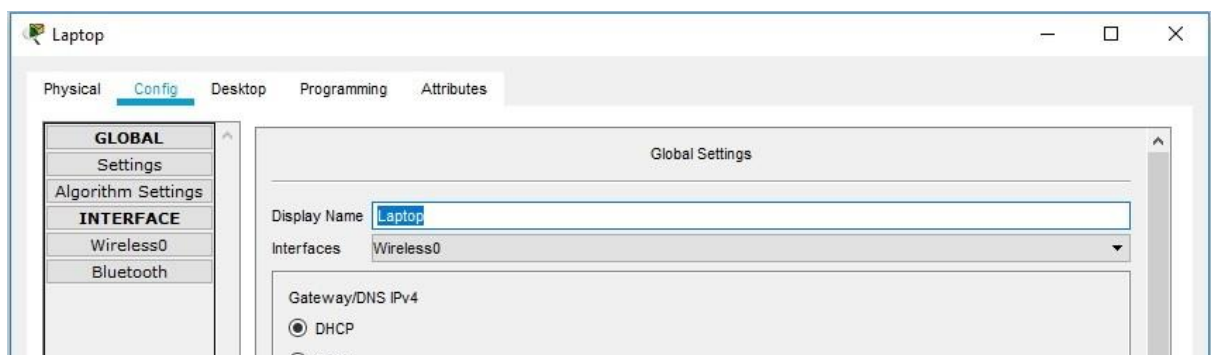 Laptop
Physical Config Desktop Programming Attributes
GLOBAL
Settings
Algorithm Settings
INTERFACE
Wireless0
Bluetooth
Global Settings
Display Name Laptop
Interfaces Wireless0
Gateway/DNS IPv4
DHCP